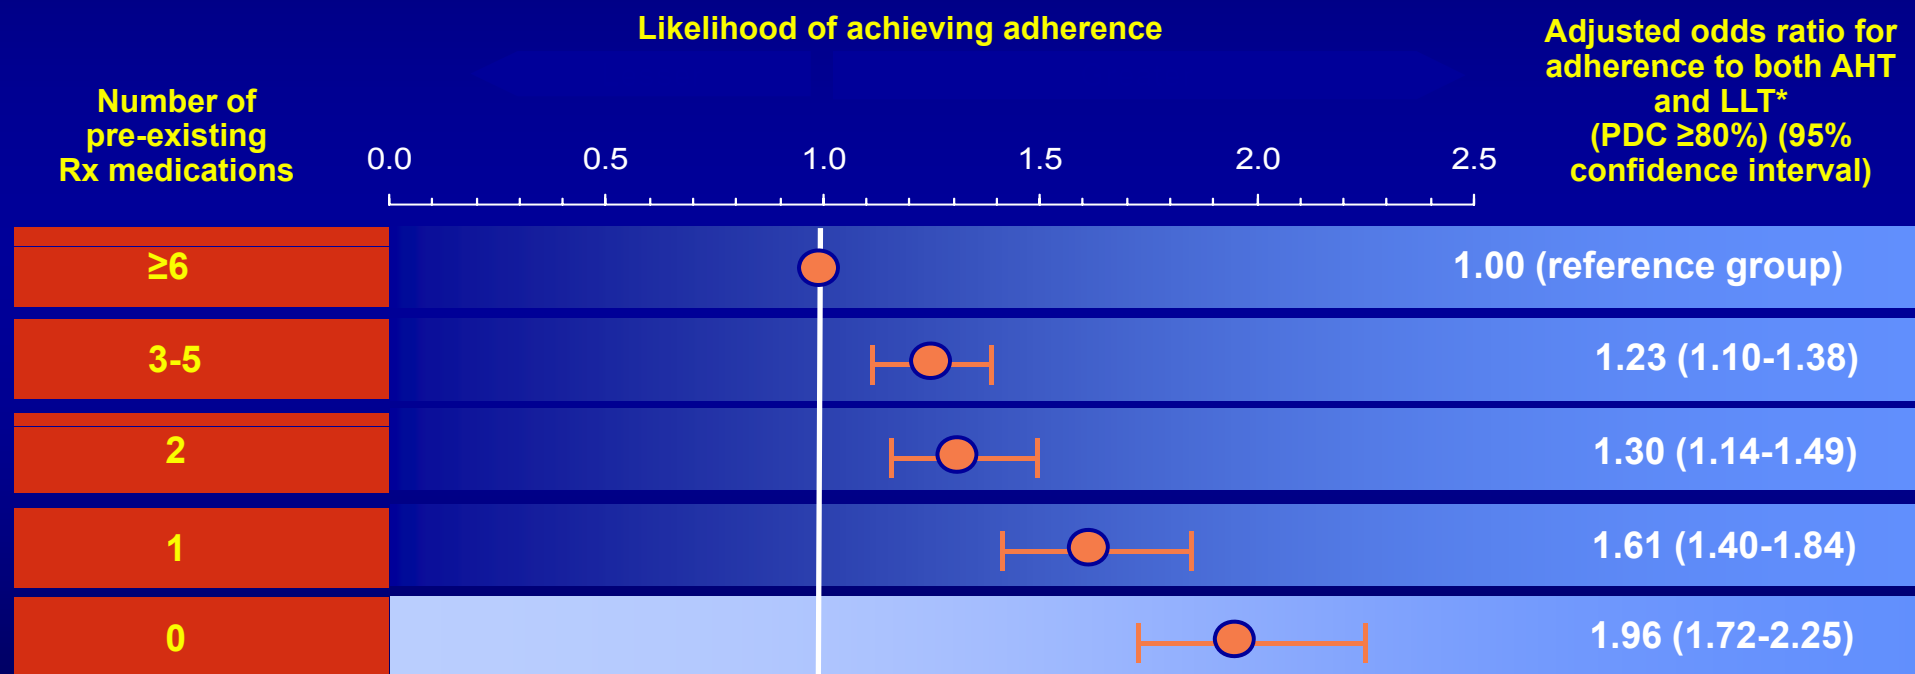 Likelihood of achieving adherence
Adjusted odds ratio for
adherence to both AHT
and LLT*
(PDC ≥80%) (95%
confidence interval)
Number of
pre-existing
Rx medications
0.0 0.5 1.0 1.5 2.0 2.5
≥6 1.00 (reference group)
3-5 1.23 (1.10-1.38)
2 1.30 (1.14-1.49)
1 1.61 (1.40-1.84)
0 1.96 (1.72-2.25)